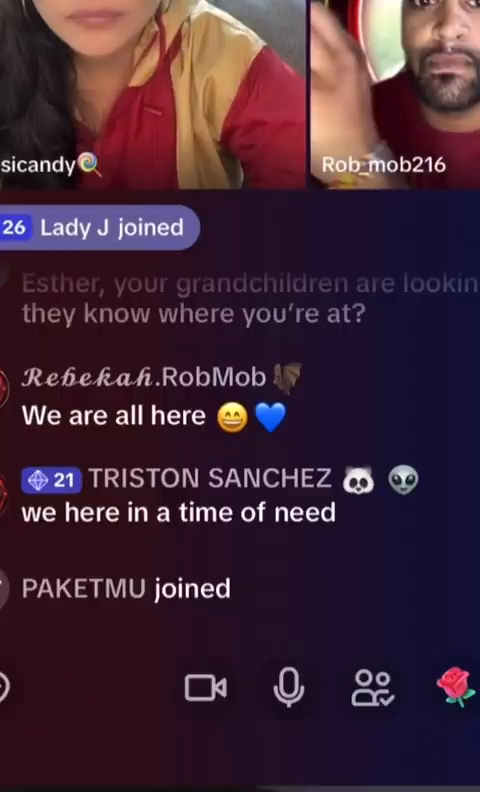 sicandy🍭
Rob_mob216
26 Lady J joined
Esther, your grandchildren are lookin
they know where you're at?
𝓡𝓮𝓫𝓮𝓴𝓪𝓱.RobMob 🦇
We are all here 😄 💙
21 TRISTON SANCHEZ 🐼 👽
we here in a time of need
PAKETMU joined